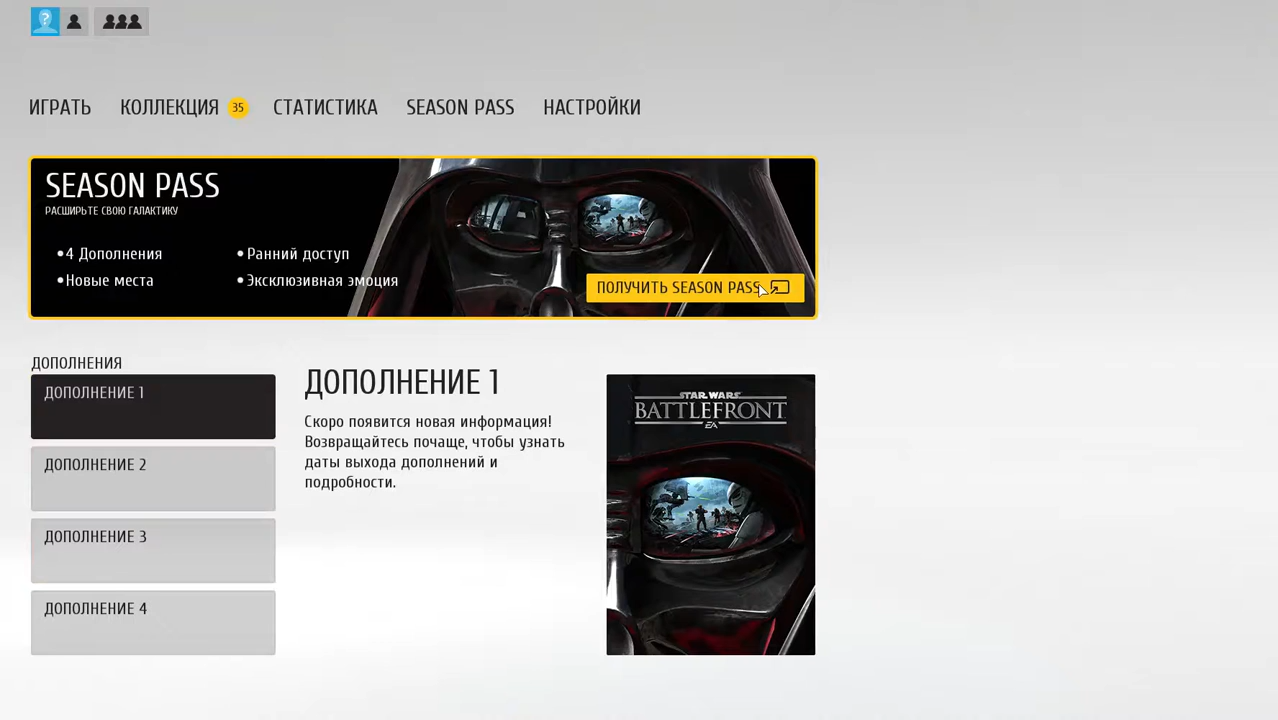 ИГРАТЬ КОЛЛЕКЦИЯ 35 СТАТИСТИКА SEASON PASS НАСТРОЙКИ
SEASON PASS
РАСШИРЬТЕ СВОЮ ГАЛАКТИКУ
•4 Дополнения •Ранний доступ
•Новые места •Эксклюзивная эмоция
ПОЛУЧИТЬ SEASON PASS
ДОПОЛНЕНИЯ
ДОПОЛНЕНИЕ 1
ДОПОЛНЕНИЕ 2
ДОПОЛНЕНИЕ 3
ДОПОЛНЕНИЕ 4
ДОПОЛНЕНИЕ 1
Скоро появится новая информация!
Возвращайтесь почаще, чтобы узнать
даты выхода дополнений и
подробности.
STAR WARS
BATTLEFRONT
EA